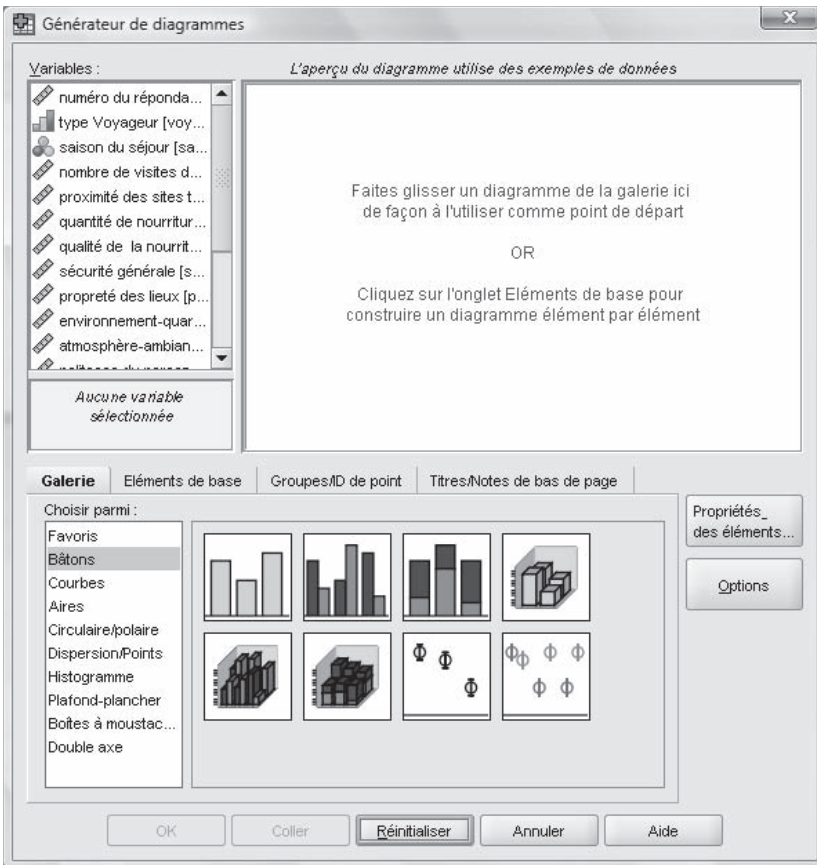 Générateur de diagrammes
Variables :
L'aperçu du diagramme utilise des exemples de données
numéro du réponda...
type Voyageur [voy...
saison du séjour [sa...
nombre de visites d...
proximité des sites t...
quantité de nourritur...
qualité de la nourrit...
sécurité générale [s...
propreté des lieux [p...
environnement-quar...
atmosphère-ambian...
Aucune variable
sélectionnée
Faites glisser un diagramme de la galerie ici
de façon à l'utiliser comme point de départ
OR
Cliquez sur l'onglet Eléments de base pour
construire un diagramme élément par élément
Galerie
Eléments de base
Groupes/ID de point
Titres/Notes de bas de page
Choisir parmi :
Favoris
Bâtons
Courbes
Aires
Circulaire/polaire
Dispersion/Points
Histogramme
Plafond-plancher
Boîtes à moustac...
Double axe
Propriétés_
des éléments...
Options
OK
Coller
Réinitialiser
Annuler
Aide